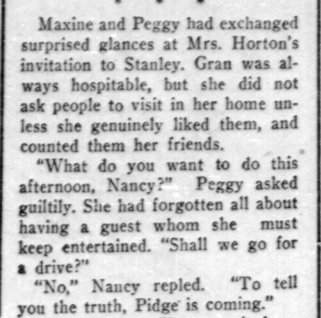 Maxine and Peggy had exchanged
surprised glances at Mrs. Horton's
invitation to Stanley. Gran was al-
ways hospitable, but she did not
ask people to visit in her home un-
less she genuinely liked them, and
counted them her friends.
"What do you want to do this
afternoon, Nancy?" Peggy asked
guiltily. She had forgotten all about
having a guest whom she must
keep entertained. "Shall we go for
a drive?"
"No," Nancy repled. "To tell
you the truth, Pidge is coming."